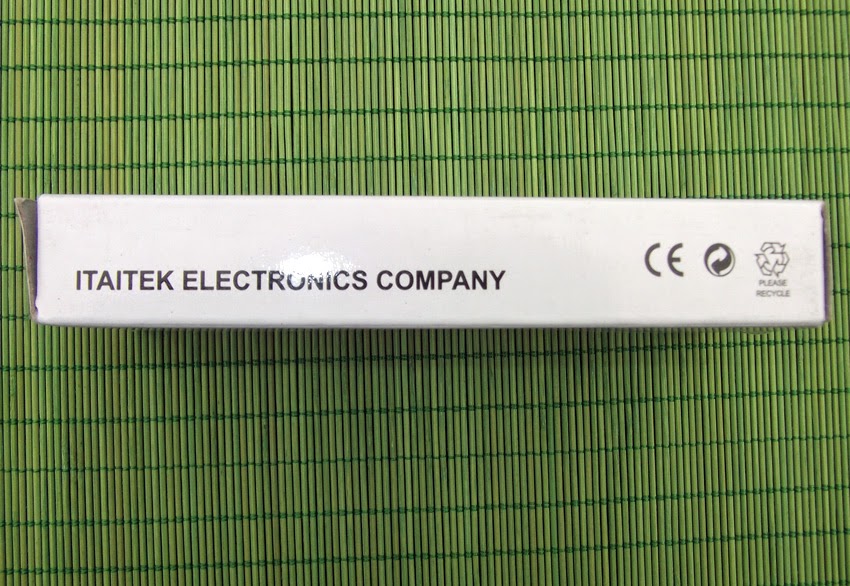 ITAITEK ELECTRONICS COMPANY
CE
PLEASE
RECYCLE